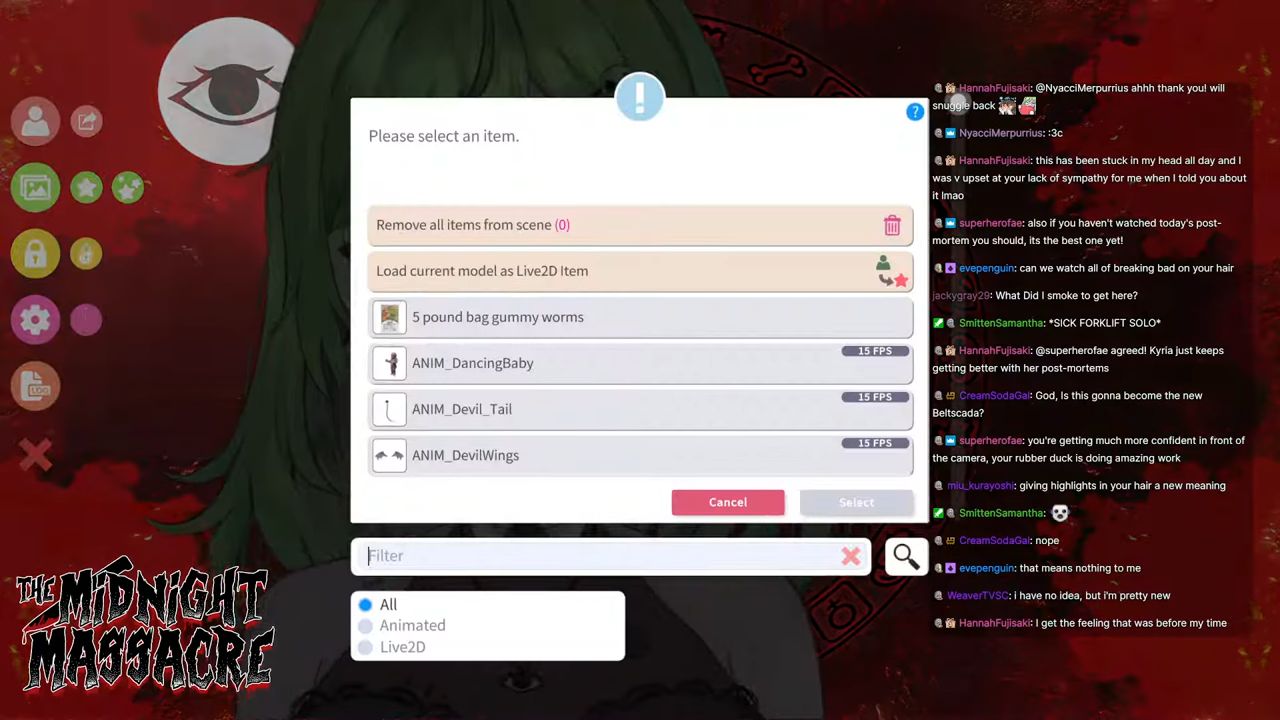 Please select an item.
?
Remove all items from scene (0)
Load current model as Live2D Item
5 pound bag gummy worms
ANIM_DancingBaby
15 FPS
ANIM_Devil_Tail
15 FPS
ANIM_DevilWings
15 FPS
Cancel
Select
Filter
All
Animated
Live2D
LOG
THE
MIDNIGHT
MASSACRE
HannahFujisaki: @NyacciMerpurrius ahhh thank you! will
snuggle back
NyacciMerpurrius: :3c
HannahFujisaki: this has been stuck in my head all day and I
was v upset at your lack of sympathy for me when I told you about
it lmao
superherofae: also if you haven't watched today's post-
mortem you should, its the best one yet!
evepenguin: can we watch all of breaking bad on your hair
jackygray29: What Did I smoke to get here?
SmittenSamantha: *SICK FORKLIFT SOLO*
HannahFujisaki: @superherofae agreed! Kyria just keeps
getting better with her post-mortems
CreamSodaGal: God, Is this gonna become the new
Beltscada?
superherofae: you're getting much more confident in front of
the camera, your rubber duck is doing amazing work
miu_kurayoshi: giving highlights in your hair a new meaning
SmittenSamantha:
CreamSodaGal: nope
evepenguin: that means nothing to me
WeaverTVSC: i have no idea, but i'm pretty new
HannahFujisaki: I get the feeling that was before my time